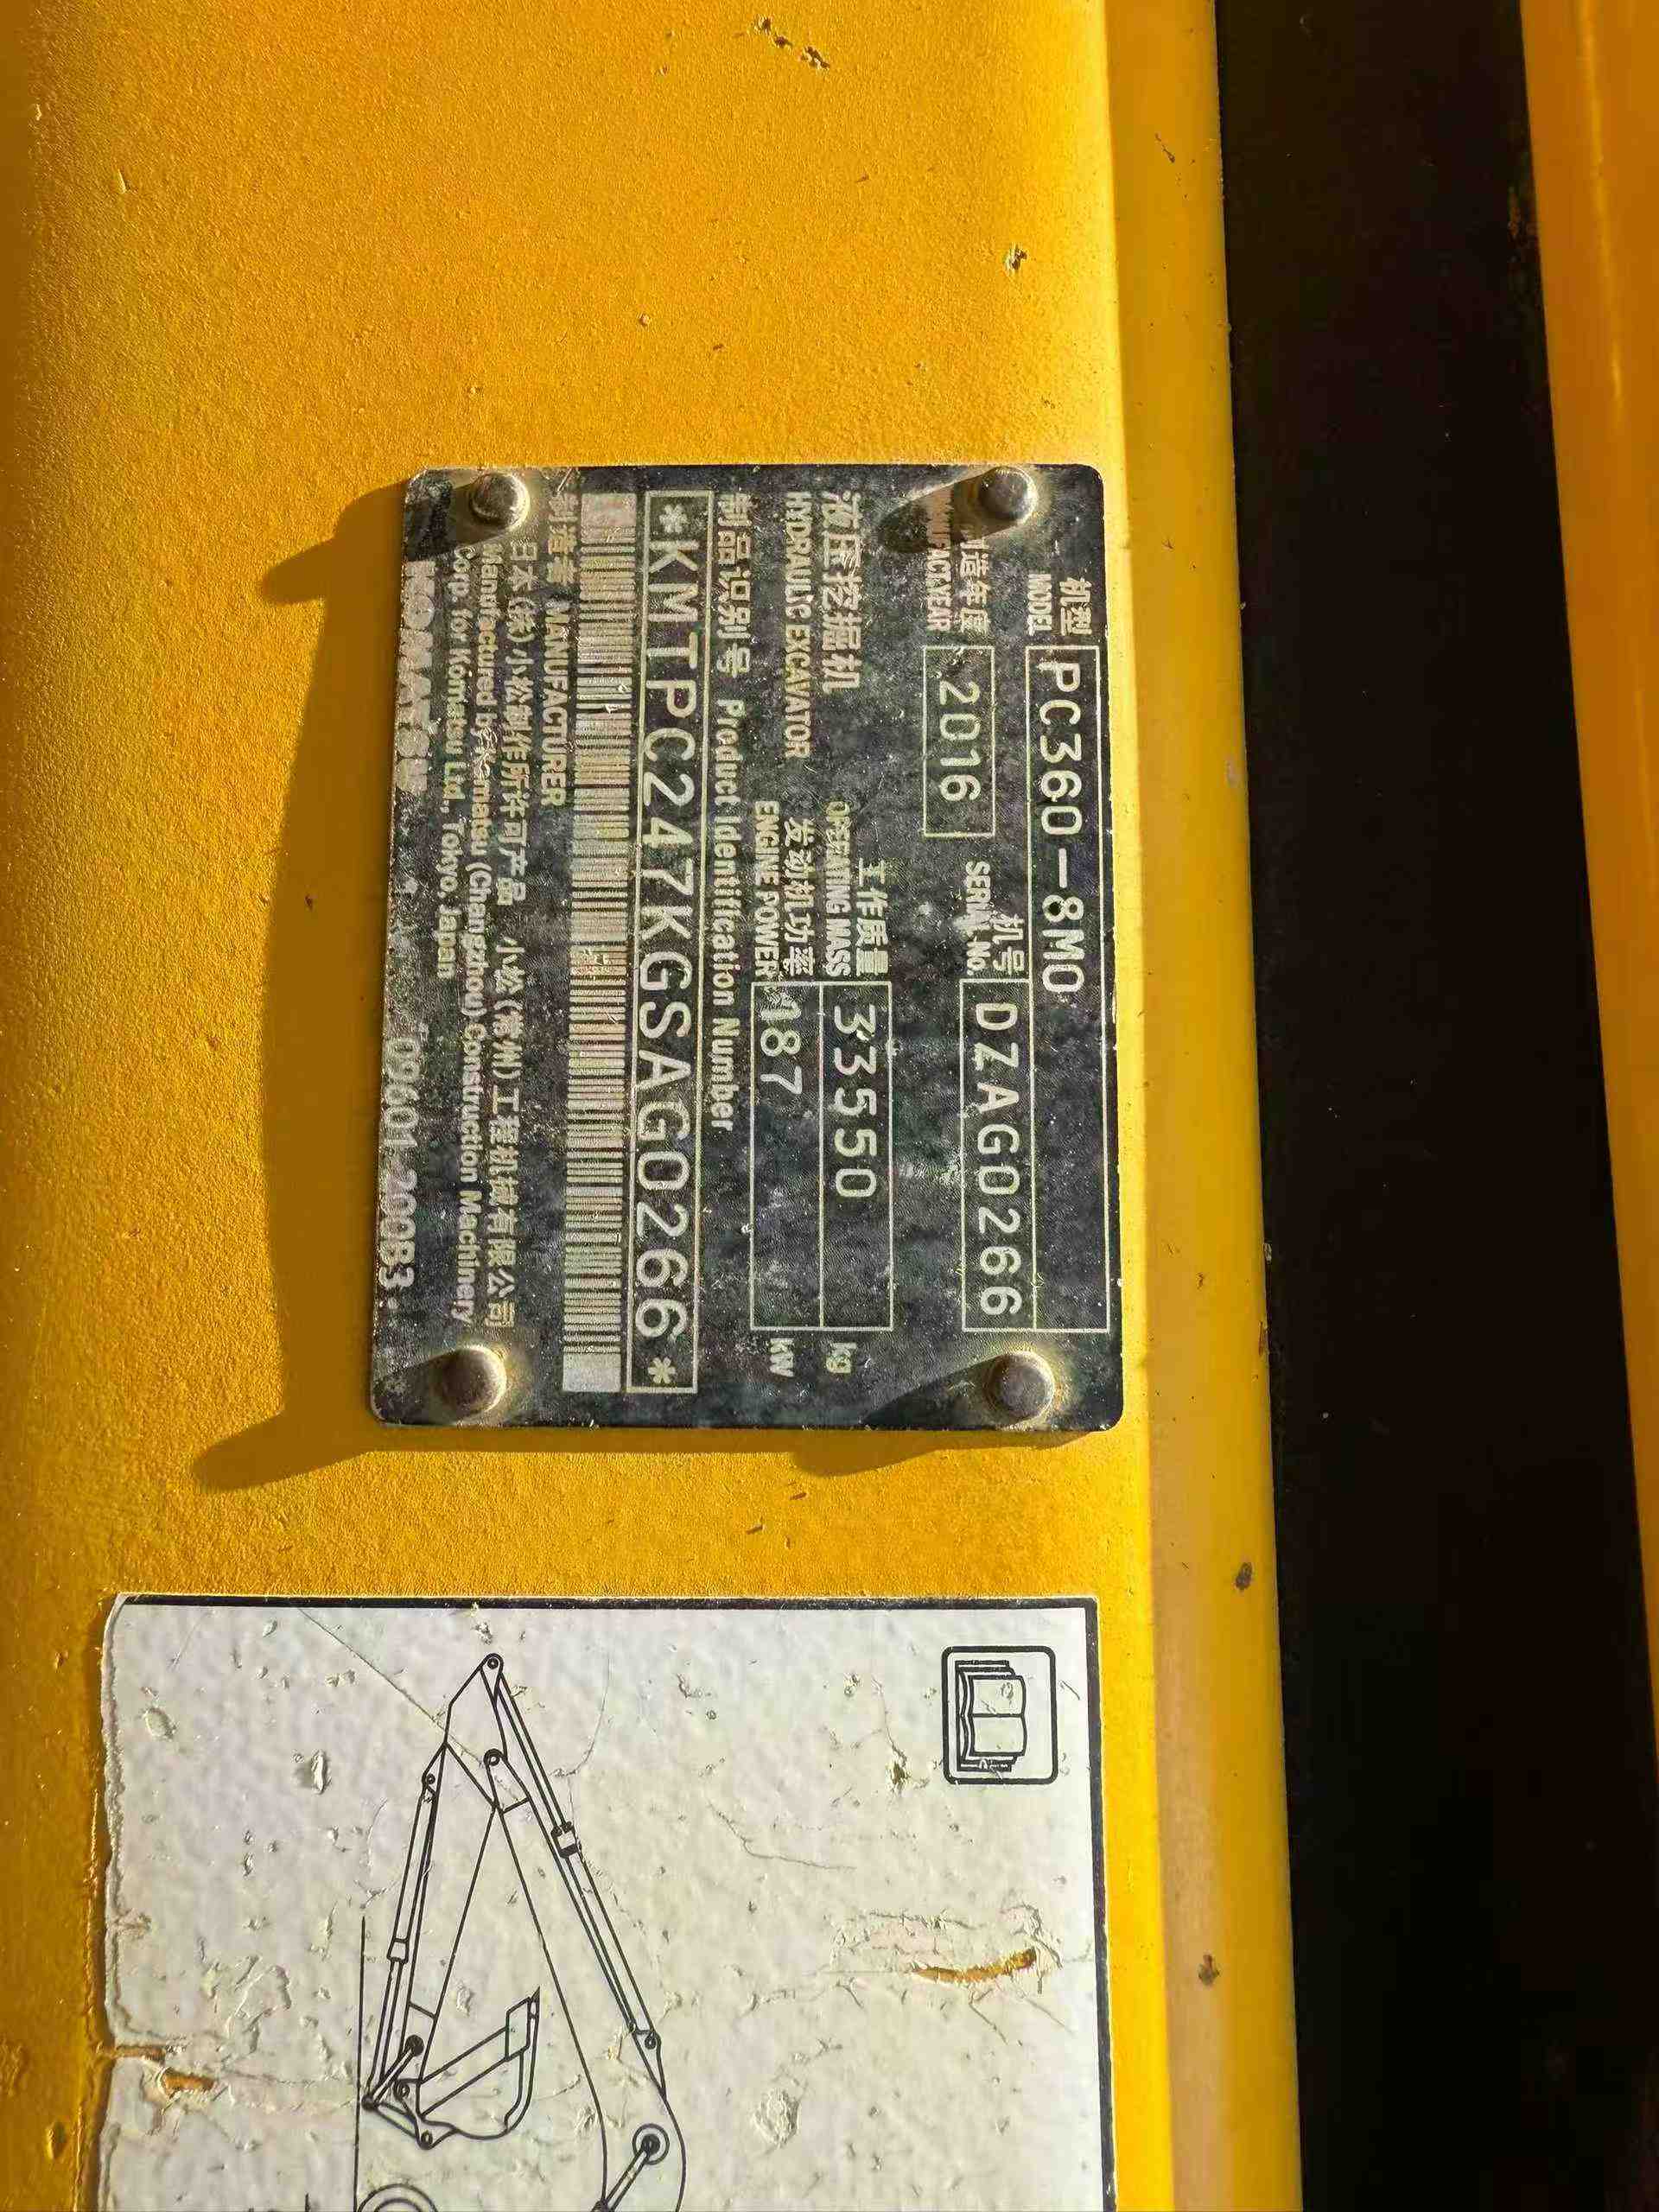 机型
MODEL
PC360-8M0
制造年度
MANUFACT.YEAR
2016
机号
SERIAL No.
DZAG0266
液压挖掘机
HYDRAULIC EXCAVATOR
工作质量
OPERATING MASS
33550
kg
发动机功率
ENGINE POWER
187
kW
制品识别号 Product Identification Number
*KMTPC247KGSAG0266*
制造者 / MANUFACTURER
日本(株)小松制作所许可产品 小松(常州)工程机械有限公司
Manufactured by Komatsu (Changzhou) Construction Machinery
Corp. for Komatsu Ltd., Tokyo Japan
KOMATSU
09601-200B3